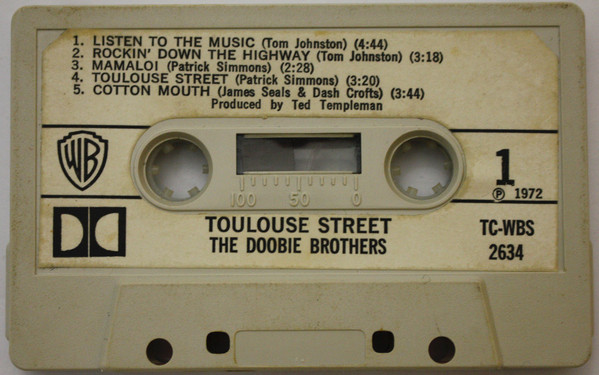 1. LISTEN TO THE MUSIC (Tom Johnston) (4:44)
2. ROCKIN' DOWN THE HIGHWAY (Tom Johnston) (3:18)
3. MAMALOI (Patrick Simmons) (2:28)
4. TOULOUSE STREET (Patrick Simmons) (3:20)
5. COTTON MOUTH (James Seals & Dash Crofts) (3:44)
Produced by Ted Templeman
WB
1
100 50 0
Ⓟ 1972
TOULOUSE STREET
THE DOOBIE BROTHERS
TC-WBS
2634